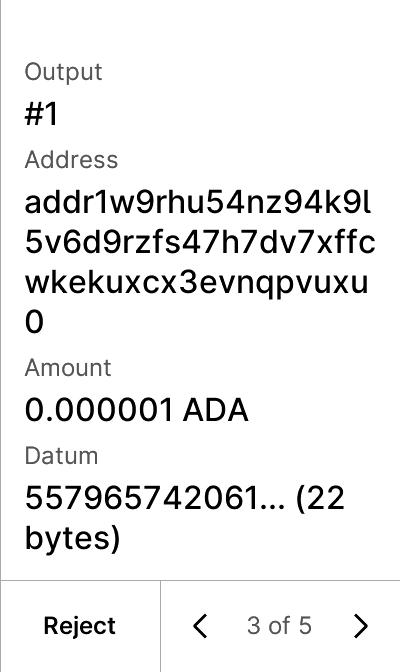 Output
#1
Address
addr1w9rhu54nz94k9l
5v6d9rzfs47h7dv7xffc
wkekuxcx3evnqpvuxu
0
Amount
0.000001 ADA
Datum
557965742061... (22
bytes)
Reject
3 of 5